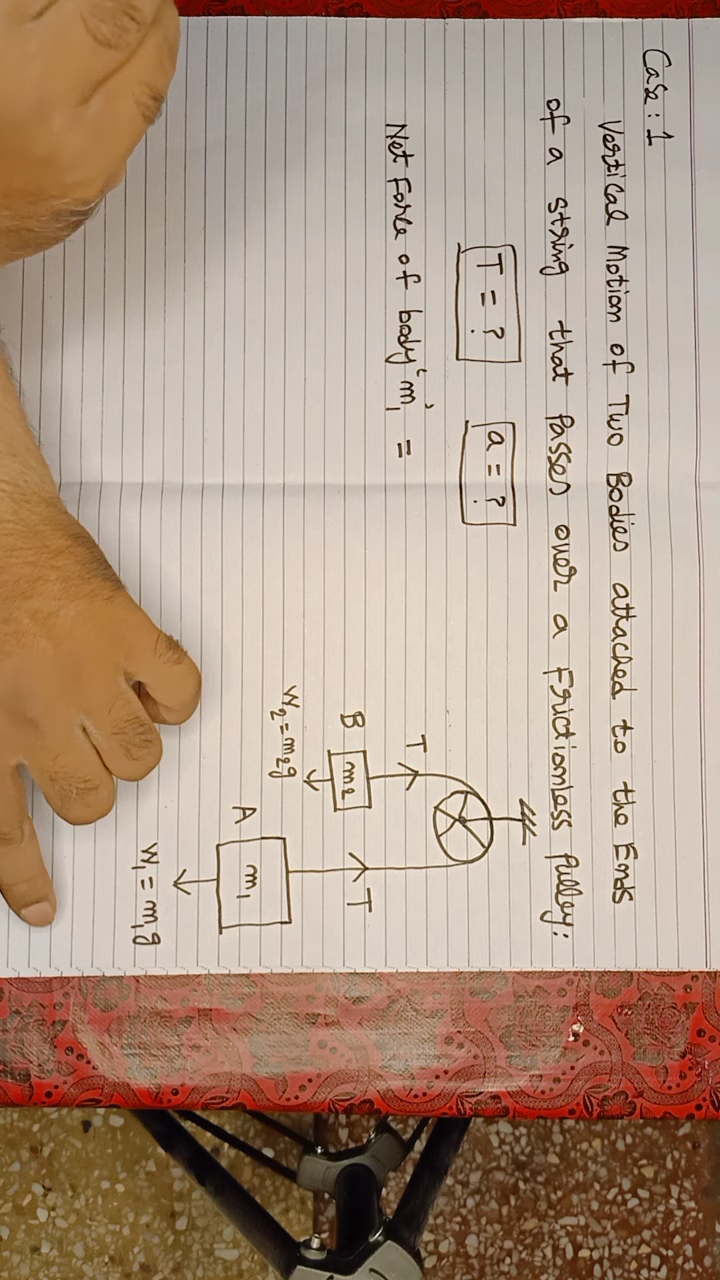 Case : 1
Vertical Motion of Two Bodies attached to the Ends
of a string that Passes over a Frictionless Pulley:
T = ?
a = ?
Net Force of body 'm₁' =
T
T
B
m₂
W₂ = m₂g
A
m₁
W₁ = m₁g